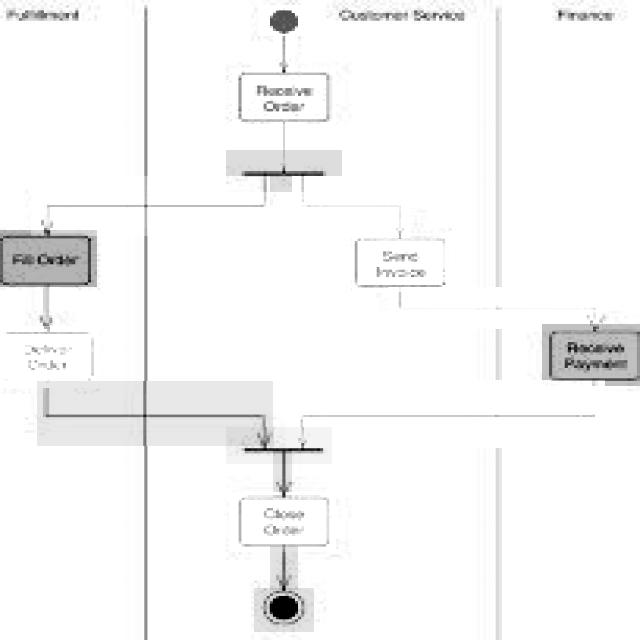 Fulfillment
Customer Service
Finance
Receive
Order
Fill Order
Send
Invoice
Deliver
Order
Receive
Payment
Close
Order